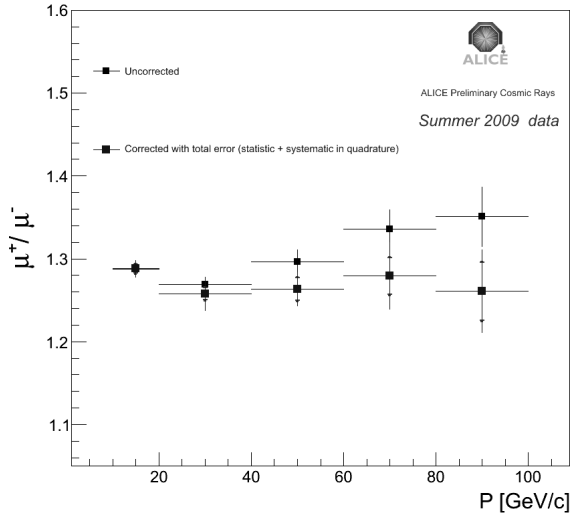 1.6
1.5
1.4
1.3
1.2
1.1
μ⁺/ μ⁻
Uncorrected
Corrected with total error (statistic + systematic in quadrature)
ALICE
ALICE Preliminary Cosmic Rays
Summer 2009 data
20 40 60 80 100
P [GeV/c]